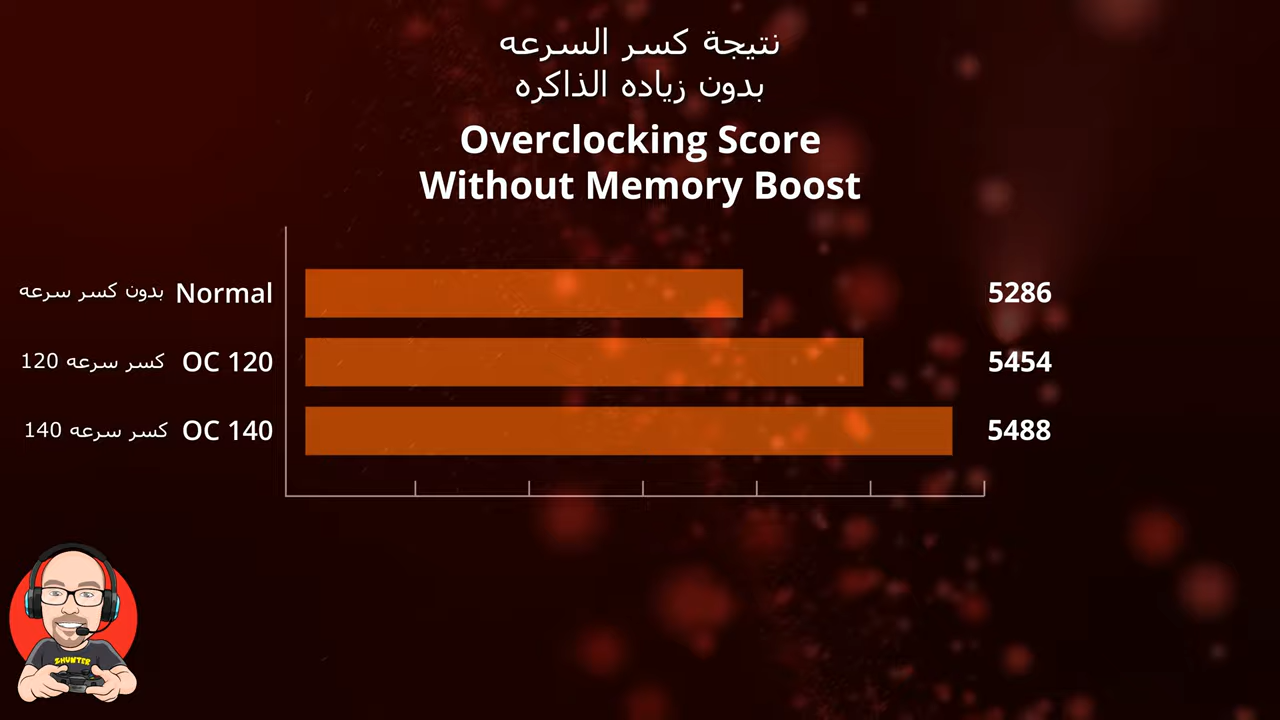 نتيجة كسر السرعه
بدون زياده الذاكره
Overclocking Score
Without Memory Boost
بدون كسر سرعه Normal 5286
كسر سرعه 120 OC 120 5454
كسر سرعه 140 OC 140 5488
ZHUNTER